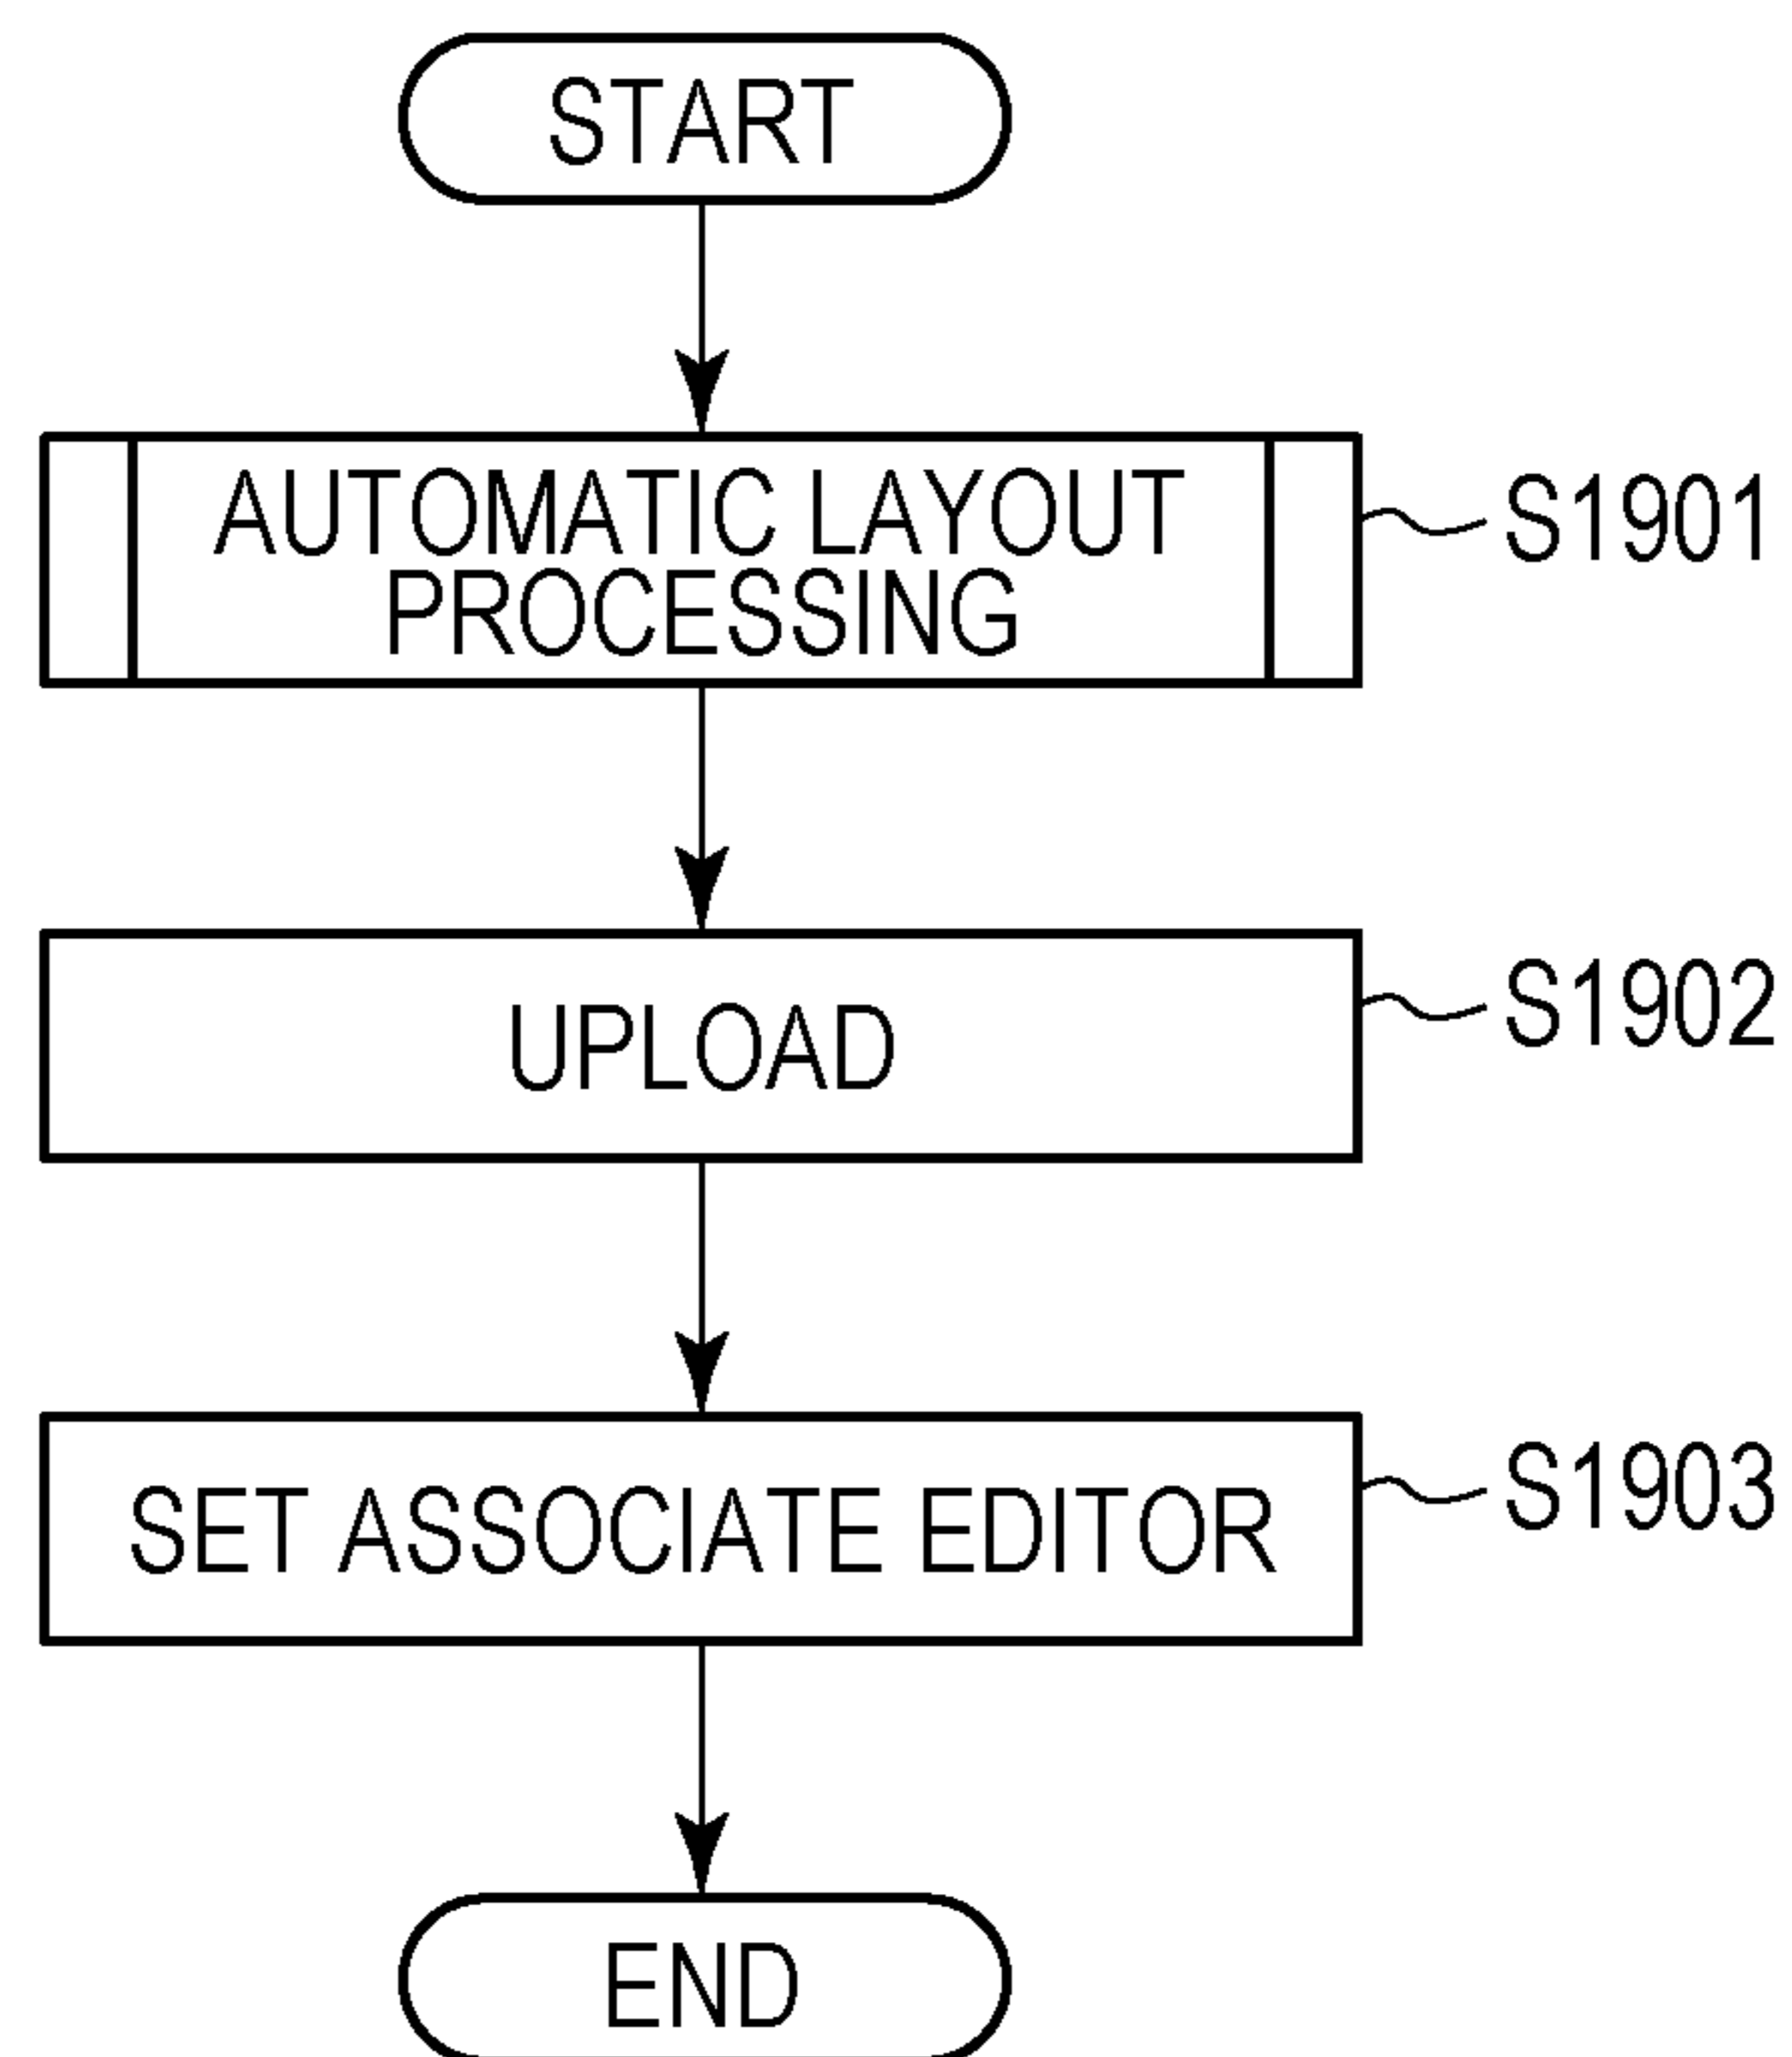 START
AUTOMATIC LAYOUT
PROCESSING
S1901
UPLOAD
S1902
SET ASSOCIATE EDITOR
S1903
END